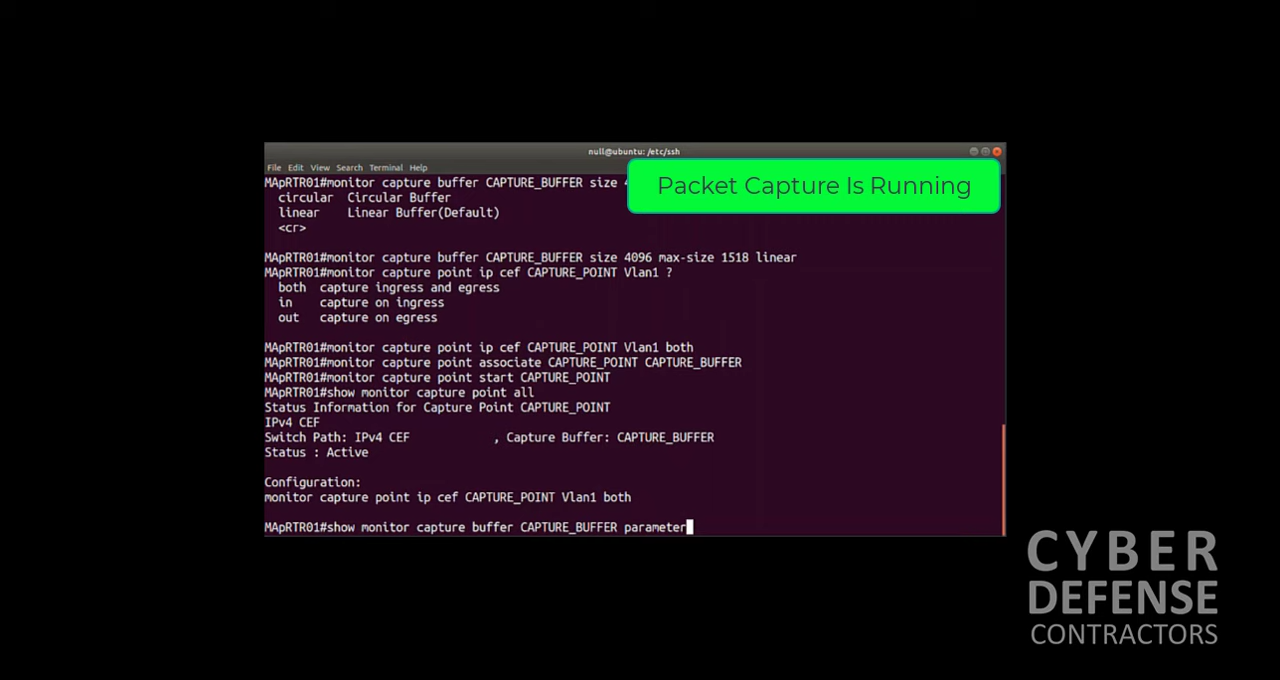 null@ubuntu: /etc/ssh
File Edit View Search Terminal Help
Packet Capture Is Running
MApRTR01#monitor capture buffer CAPTURE_BUFFER size 4
  circular  Circular Buffer
  linear    Linear Buffer(Default)
  <cr>
MApRTR01#monitor capture buffer CAPTURE_BUFFER size 4096 max-size 1518 linear
MApRTR01#monitor capture point ip cef CAPTURE_POINT Vlan1 ?
  both  capture ingress and egress
  in    capture on ingress
  out   capture on egress
MApRTR01#monitor capture point ip cef CAPTURE_POINT Vlan1 both
MApRTR01#monitor capture point associate CAPTURE_POINT CAPTURE_BUFFER
MApRTR01#monitor capture point start CAPTURE_POINT
MApRTR01#show monitor capture point all
Status Information for Capture Point CAPTURE_POINT
IPv4 CEF
Switch Path: IPv4 CEF            , Capture Buffer: CAPTURE_BUFFER
Status : Active
Configuration:
monitor capture point ip cef CAPTURE_POINT Vlan1 both
MApRTR01#show monitor capture buffer CAPTURE_BUFFER parameter
CYBER
DEFENSE
CONTRACTORS